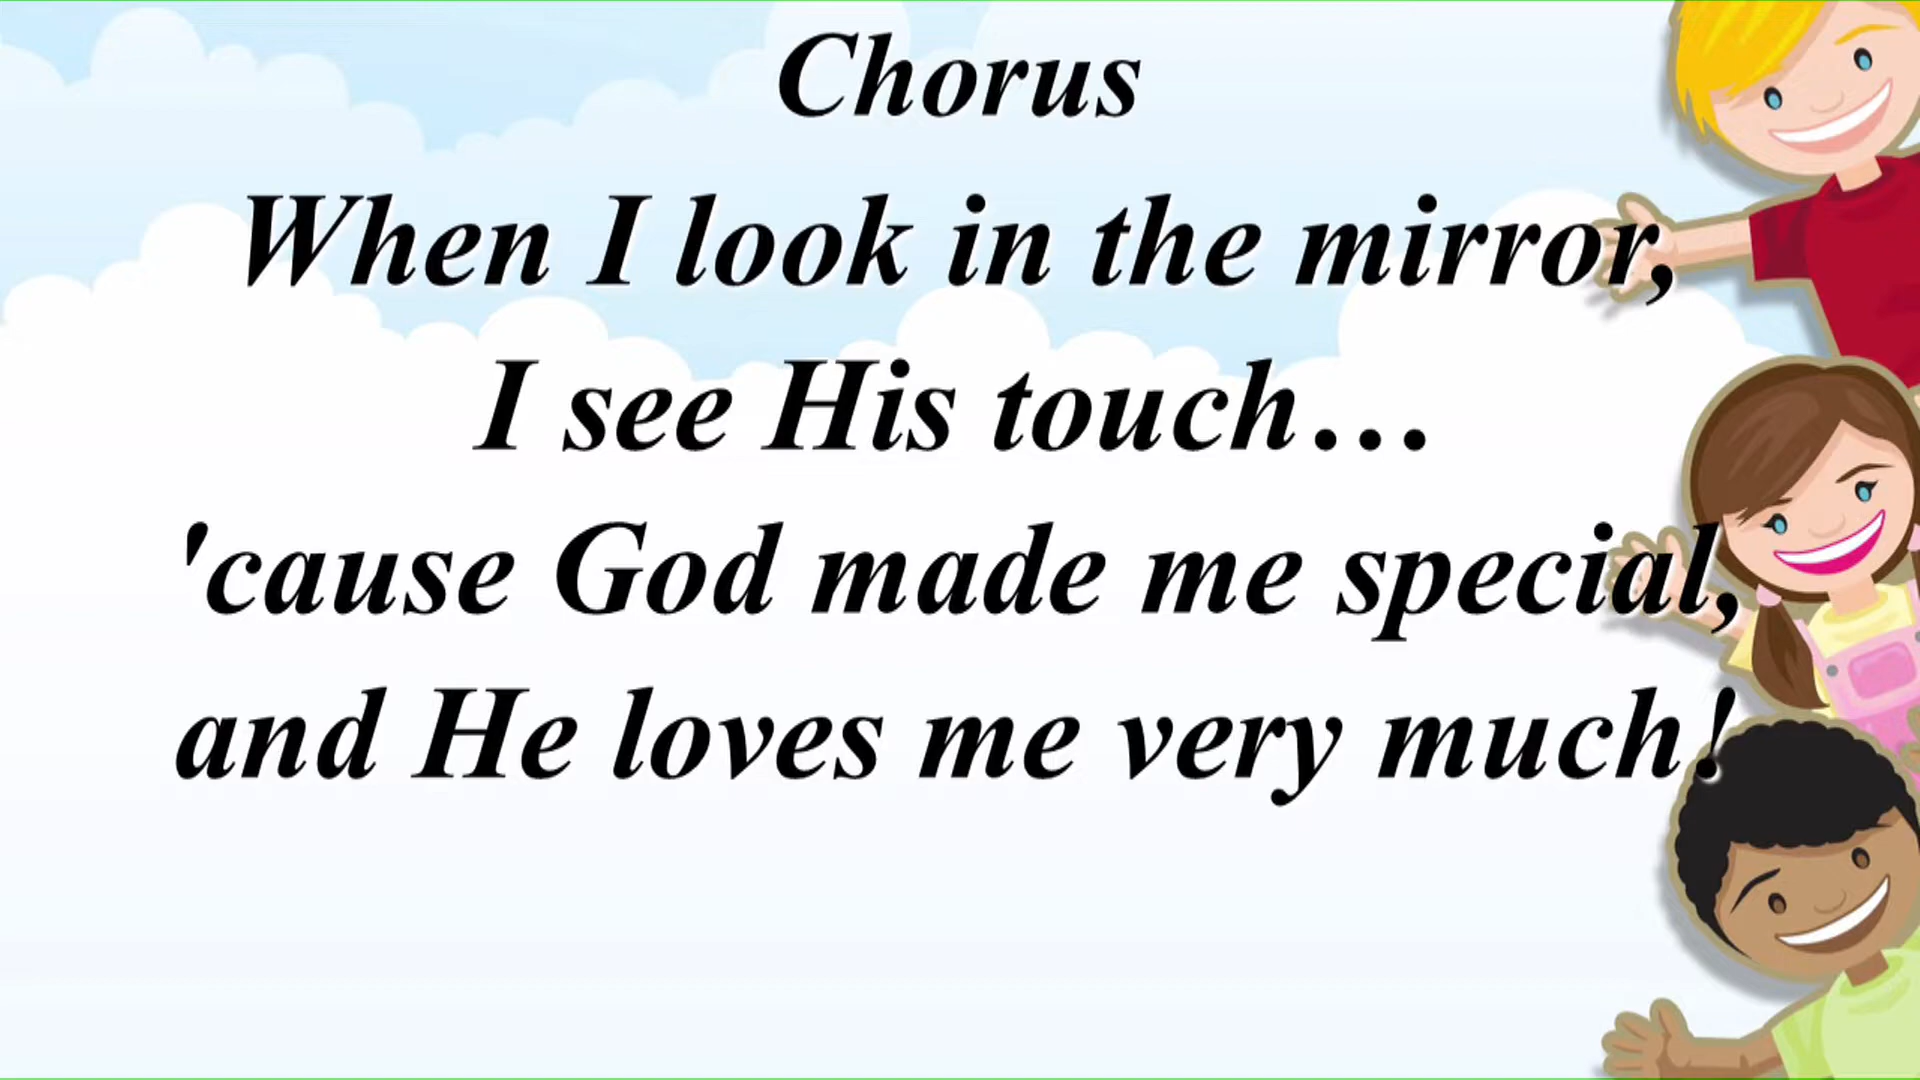 Chorus
When I look in the mirror,
I see His touch…
'cause God made me special,
and He loves me very much!